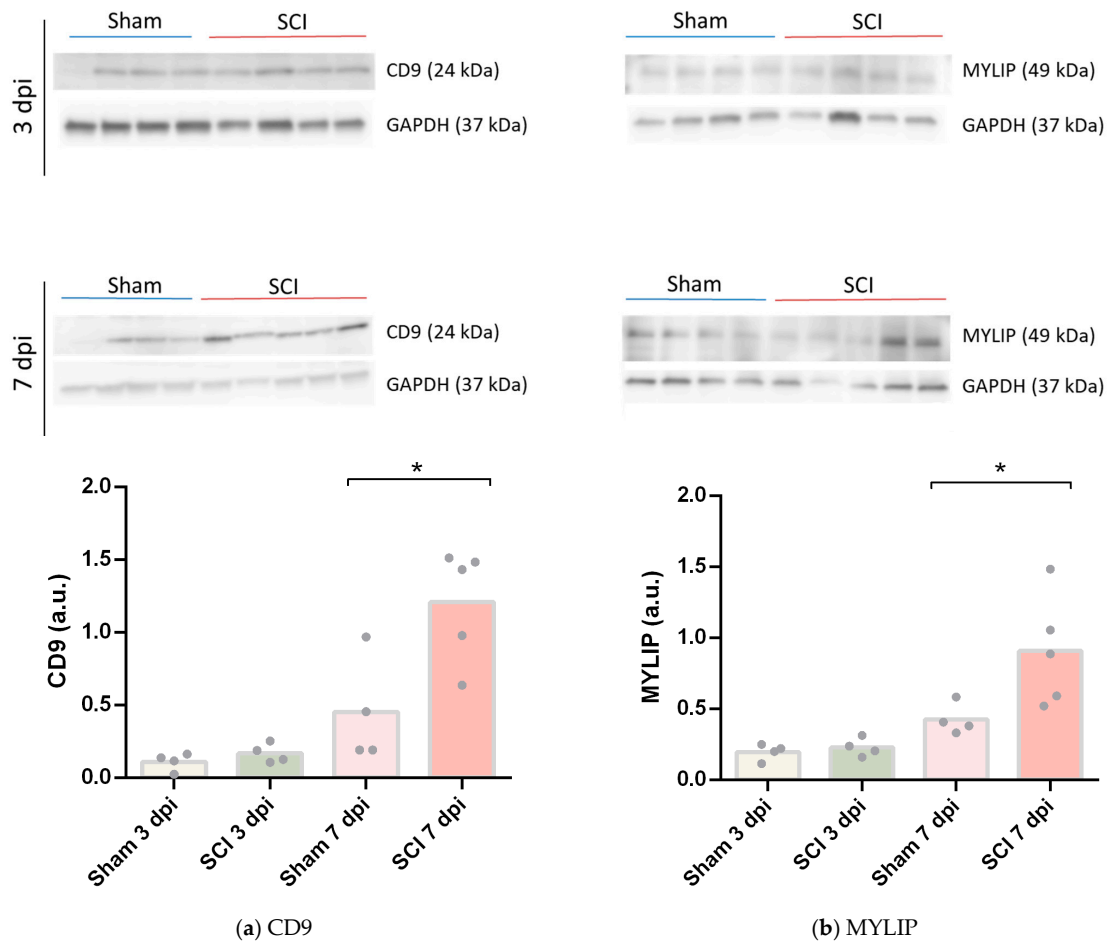 Sham SCI
3 dpi
CD9 (24 kDa)
GAPDH (37 kDa)
Sham SCI
MYLIP (49 kDa)
GAPDH (37 kDa)
Sham SCI
7 dpi
CD9 (24 kDa)
GAPDH (37 kDa)
Sham SCI
MYLIP (49 kDa)
GAPDH (37 kDa)
*
CD9 (a.u.)
2.0
1.5
1.0
0.5
0.0
Sham 3 dpi
SCI 3 dpi
Sham 7 dpi
SCI 7 dpi
(a) CD9
*
MYLIP (a.u.)
2.0
1.5
1.0
0.5
0.0
Sham 3 dpi
SCI 3 dpi
Sham 7 dpi
SCI 7 dpi
(b) MYLIP